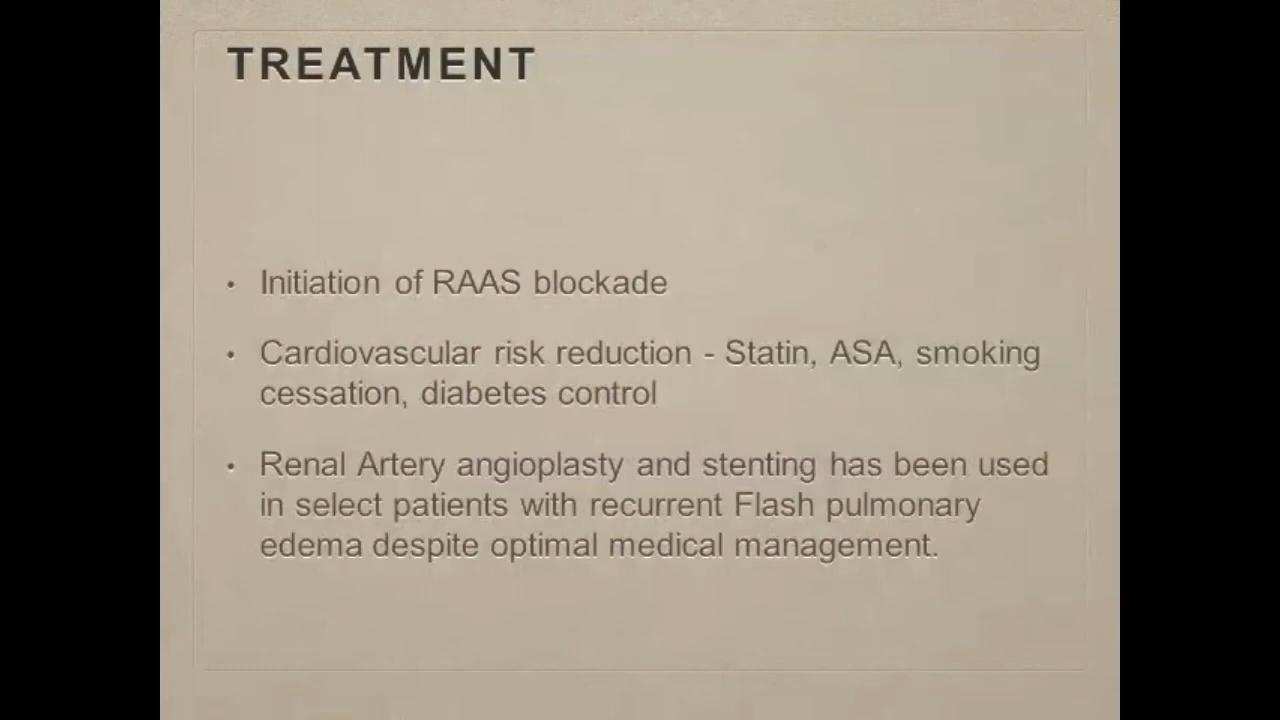 TREATMENT
• Initiation of RAAS blockade
• Cardiovascular risk reduction - Statin, ASA, smoking
cessation, diabetes control
• Renal Artery angioplasty and stenting has been used
in select patients with recurrent Flash pulmonary
edema despite optimal medical management.